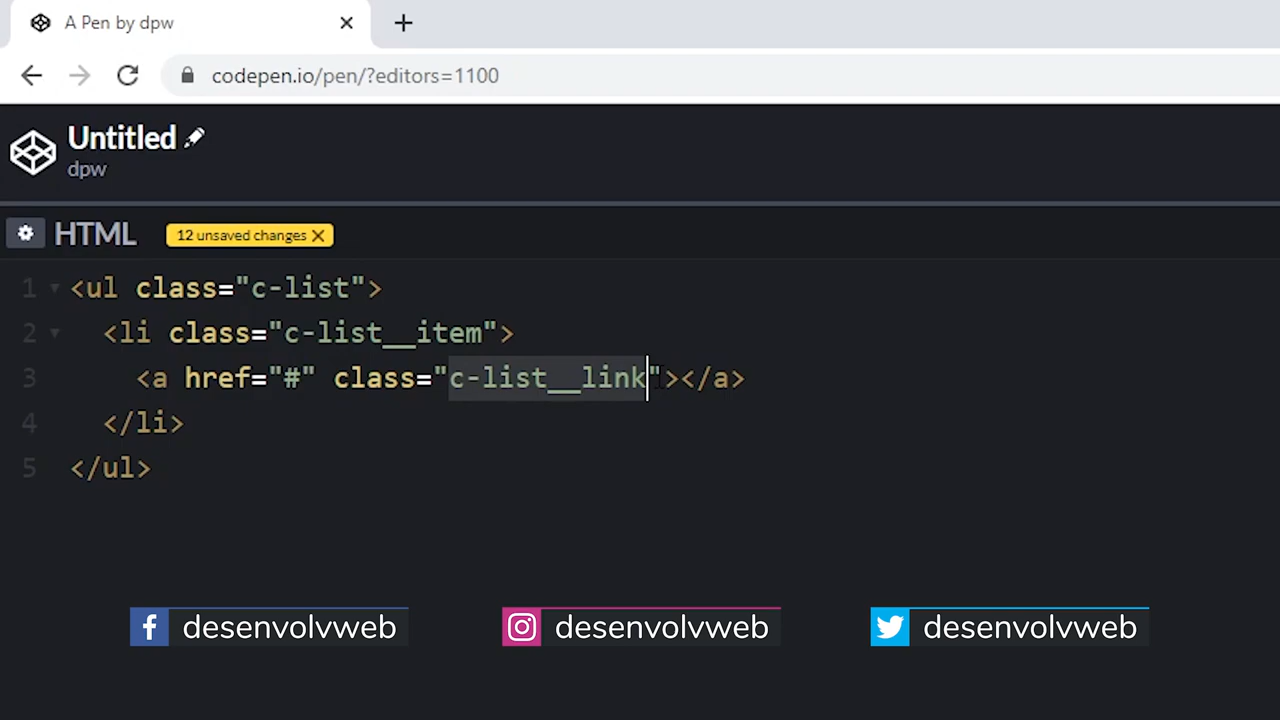 A Pen by dpw
codepen.io/pen/?editors=1100
Untitled
dpw
HTML 12 unsaved changes
1 <ul class="c-list">
2 <li class="c-list__item">
3 <a href="#" class="c-list__link"></a>
4 </li>
5 </ul>
desenvolvweb desenvolvweb desenvolvweb